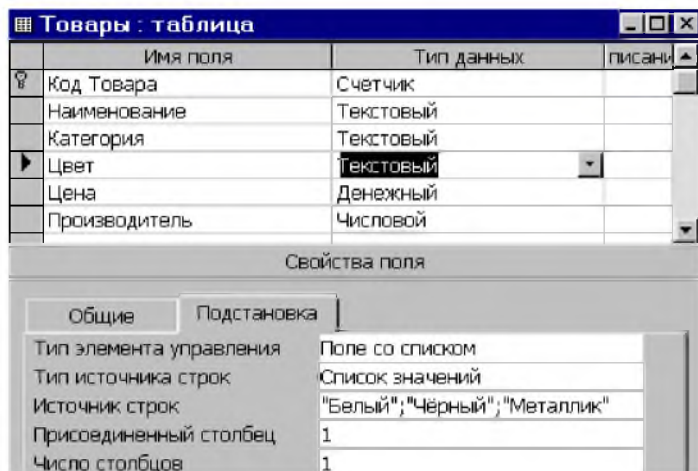 Товары : таблица
Имя поля Тип данных писани
Код Товара Счетчик
Наименование Текстовый
Категория Текстовый
Цвет Текстовый
Цена Денежный
Производитель Числовой
Свойства поля
Общие Подстановка
Тип элемента управления Поле со списком
Тип источника строк Список значений
Источник строк "Белый";"Чёрный";"Металлик"
Присоединенный столбец 1
Число столбцов 1